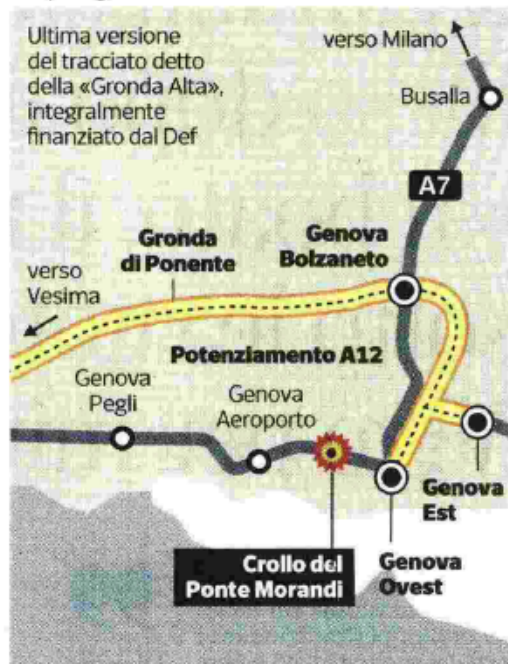 Ultima versione
del tracciato detto
della «Gronda Alta»,
integralmente
finanziato dal Def
verso Milano
Busalla
A7
Gronda
di Ponente
Genova
Bolzaneto
verso
Vesima
Potenziamento A12
Genova
Pegli
Genova
Aeroporto
Genova
Est
Crollo del
Ponte Morandi
Genova
Ovest